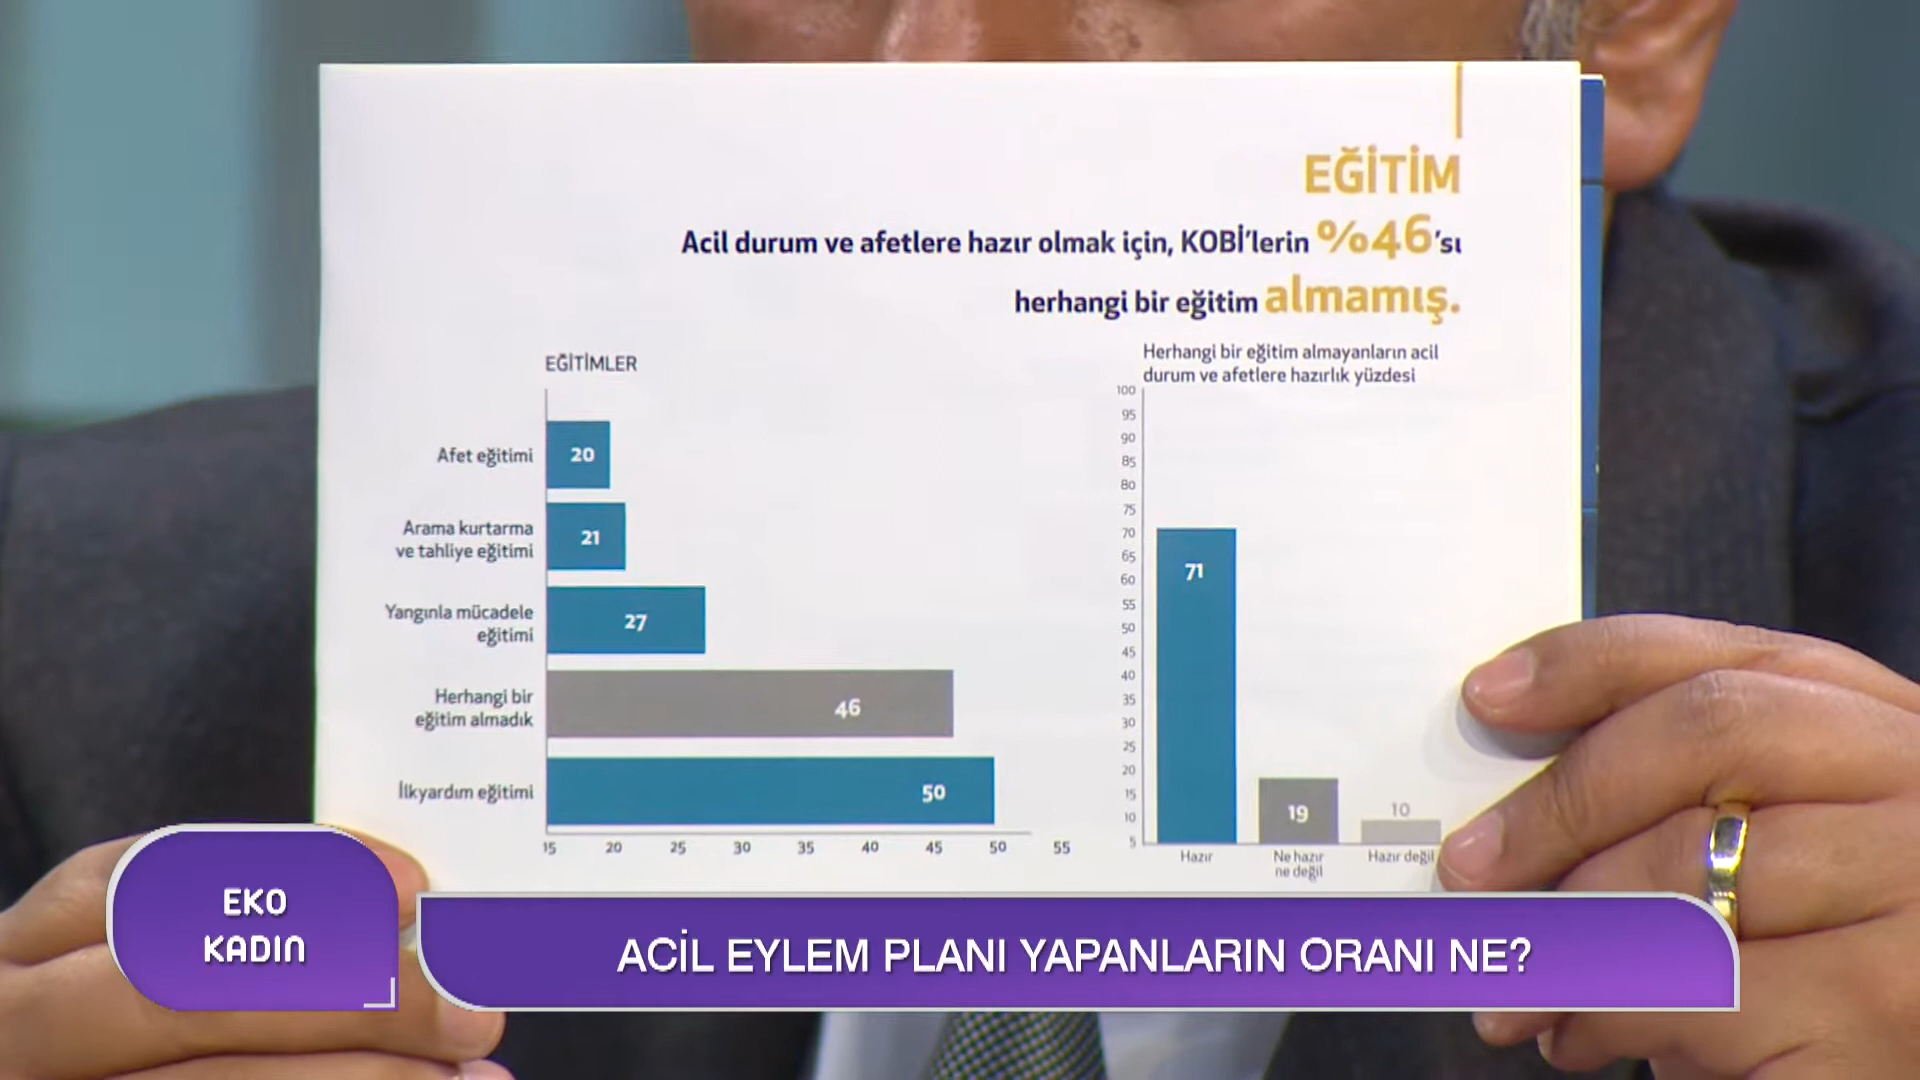 EĞİTİM
Acil durum ve afetlere hazır olmak için, KOBİ'lerin %46'sı
herhangi bir eğitim almamış.
EĞİTİMLER
Afet eğitimi
20
Arama kurtarma
ve tahliye eğitimi
21
Yangınla mücadele
eğitimi
27
Herhangi bir
eğitim almadık
46
İlkyardım eğitimi
50
15 20 25 30 35 40 45 50 55
Herhangi bir eğitim almayanların acil
durum ve afetlere hazırlık yüzdesi
100
95
90
85
80
75
70
65
60
55
50
45
40
35
30
25
20
15
10
5
71
19
10
Hazır
Ne hazır
ne değil
Hazır değil
EKO
KADIN
ACİL EYLEM PLANI YAPANLARIN ORANI NE?